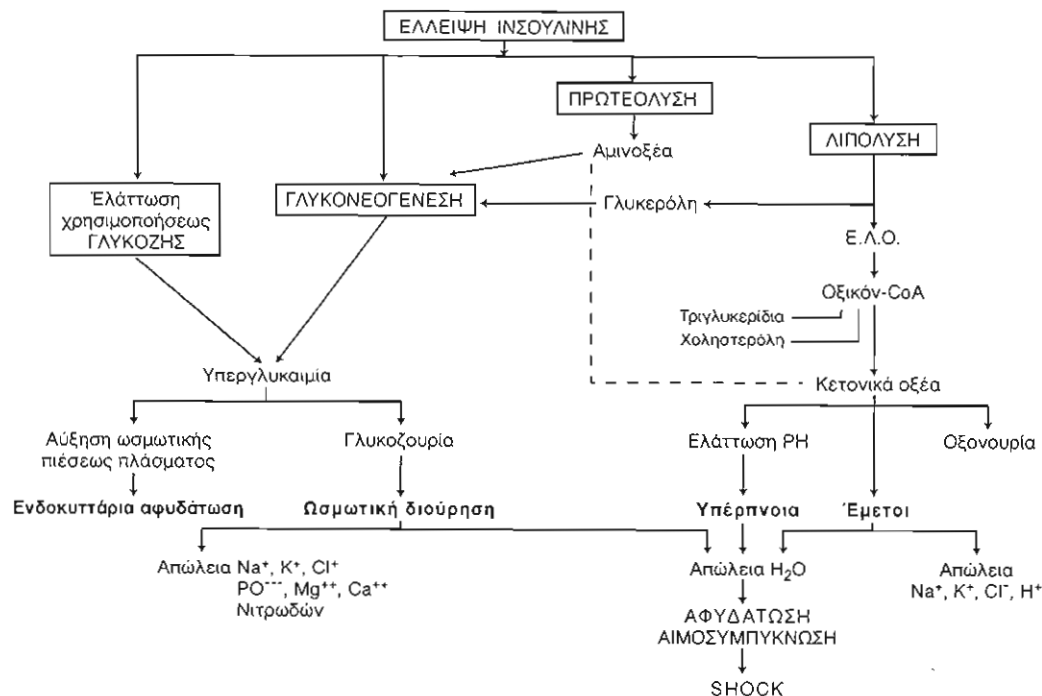 ΕΛΛΕΙΨΗ ΙΝΣΟΥΛΙΝΗΣ
ΠΡΩΤΕΟΛΥΣΗ
ΛΙΠΟΛΥΣΗ
Αμινοξέα
Έλάττωση
χρησιμοποήσεως
ΓΛΥΚΟΖΗΣ
ΓΛΥΚΟΝΕΟΓΕΝΕΣΗ
Γλυκερόλη
Ε.Λ.Ο.
Οξικόν-CoA
Τριγλυκερίδια
Χοληστερόλη
Υπεργλυκαιμία
Κετονικά οξέα
Αύξηση ωσμωτικής
πιέσεως πλάσματος
Γλυκοζουρία
Ελάττωση PH
Οξονουρία
Ενδοκυττάρια αφυδάτωση
Ωσμωτική διούρηση
Υπέρπνοια
Έμετοι
Απώλεια Na⁺, K⁺, Cl⁺
PO⁻⁻⁻, Mg⁺⁺, Ca⁺⁺
Νιτρωδών
Απώλεια H₂O
Απώλεια
Na⁺, K⁺, Cl⁻, H⁺
ΑΦΥΔΑΤΩΣΗ
ΑΙΜΟΣΥΜΠΥΚΝΩΣΗ
SHOCK